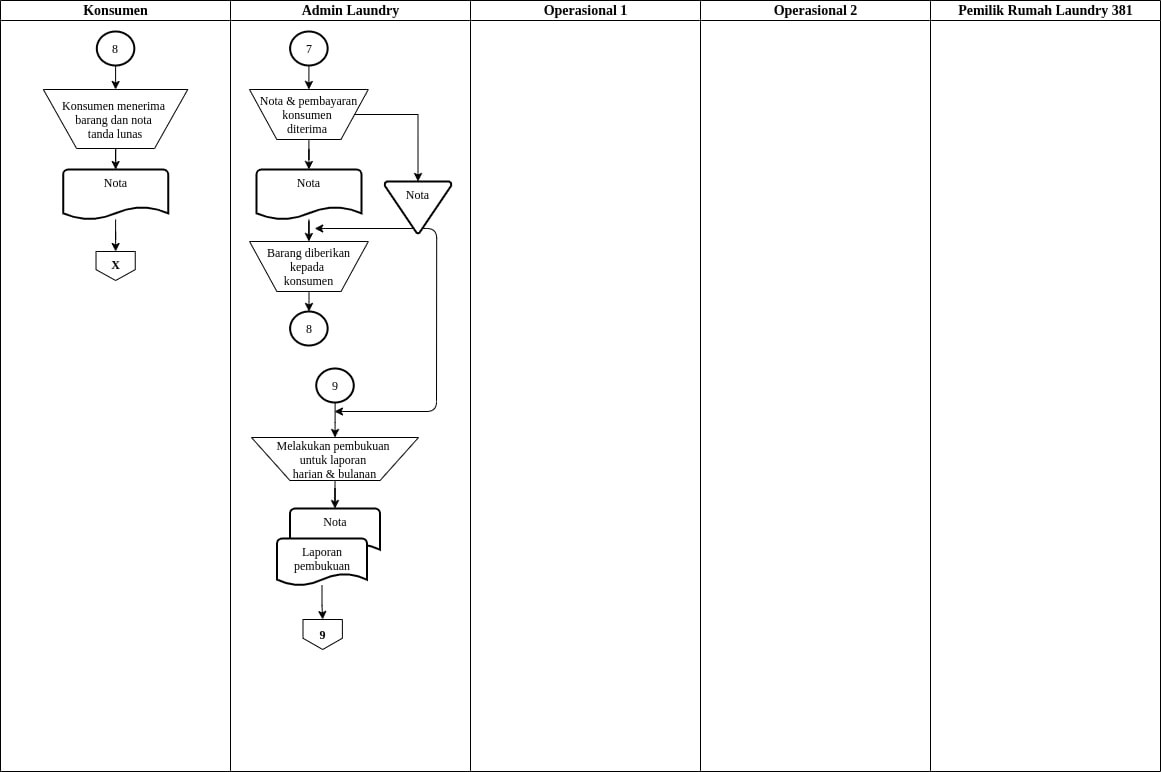 Konsumen
Admin Laundry
Operasional 1
Operasional 2
Pemilik Rumah Laundry 381
8
Konsumen menerima
barang dan nota
tanda lunas
Nota
X
7
Nota & pembayaran
konsumen
diterima
Nota
Nota
Barang diberikan
kepada
konsumen
8
9
Melakukan pembukuan
untuk laporan
harian & bulanan
Nota
Laporan
pembukuan
9